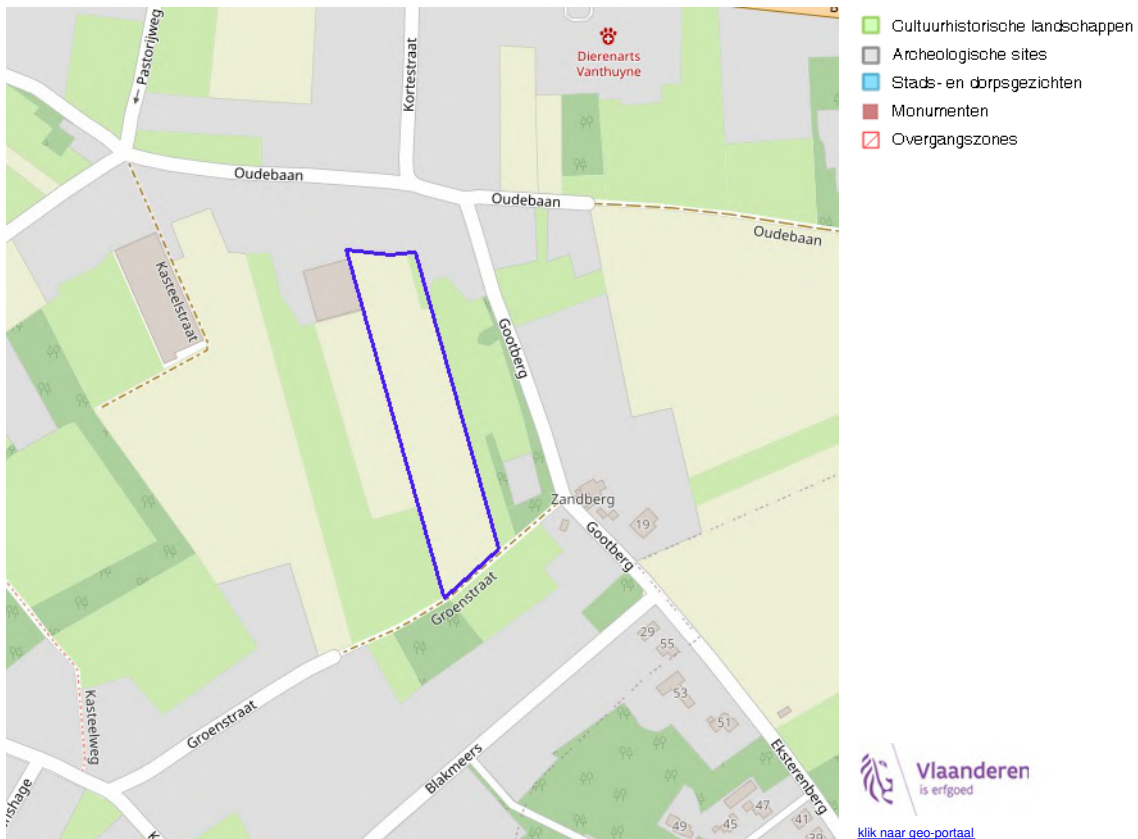 Pastorijweg
Kortestraat
Dierenarts
Vanthuyne
Oudebaan
Oudebaan
Oudebaan
Kasteelstraat
Gootberg
Zandberg
19
Gootberg
Groenstraat
29
55
53
51
Kasteelweg
Groenstraat
Blakmeers
Eksterenberg
47
45
49
41
39
Cultuurhistorische landschappen
Archeologische sites
Stads- en dorpsgezichten
Monumenten
Overgangszones
Vlaanderen
is erfgoed
klik naar geo-portaal